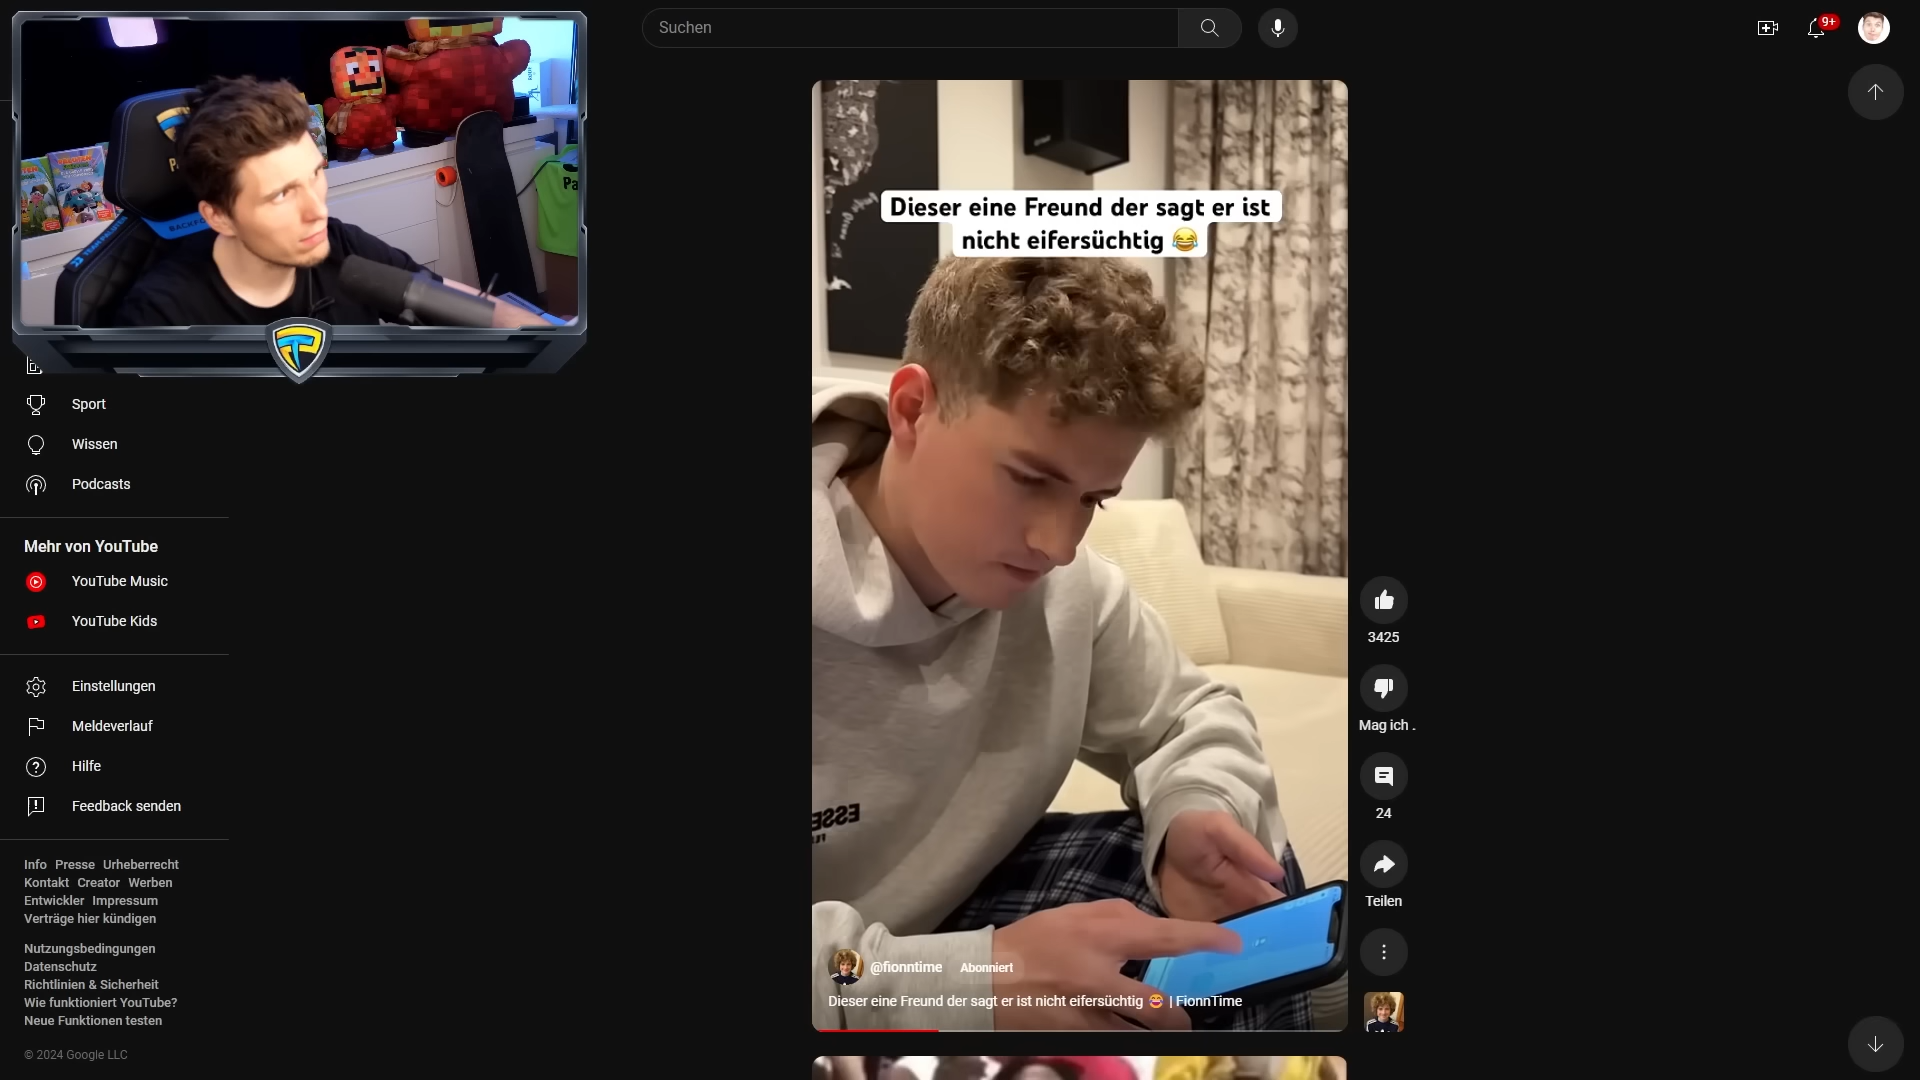 Suchen
9+
Dieser eine Freund der sagt er ist
nicht eifersüchtig 😂
Sport
Wissen
Podcasts
Mehr von YouTube
YouTube Music
YouTube Kids
Einstellungen
Meldeverlauf
Hilfe
Feedback senden
Info Presse Urheberrecht
Kontakt Creator Werben
Entwickler Impressum
Verträge hier kündigen
Nutzungsbedingungen
Datenschutz
Richtlinien & Sicherheit
Wie funktioniert YouTube?
Neue Funktionen testen
© 2024 Google LLC
@fionntime Abonniert
Dieser eine Freund der sagt er ist nicht eifersüchtig 😂 | FionnTime
3425
Mag ich .
24
Teilen